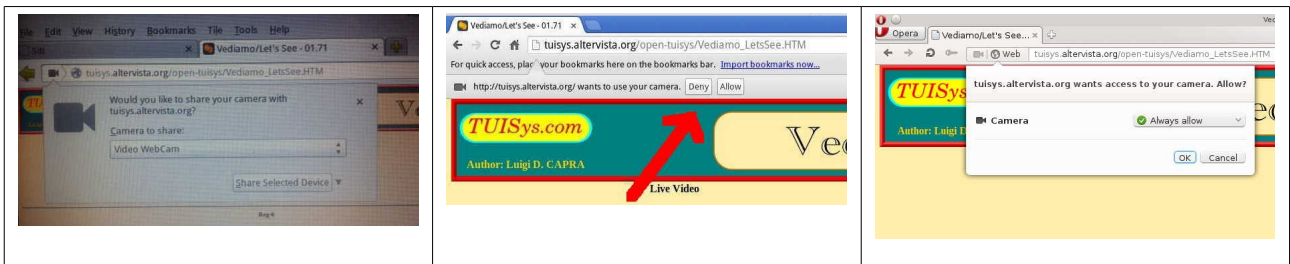 File Edit View History Bookmarks Tile Tools Help
Vediamo/Let's See - 01.71
tuisys.altervista.org/open-tuisys/Vediamo_LetsSee.HTM
Would you like to share your camera with
tuisys.altervista.org?
Camera to share:
Video WebCam
Share Selected Device
Vediamo/Let's See - 01.71
tuisys.altervista.org/open-tuisys/Vediamo_LetsSee.HTM
For quick access, plac your bookmarks here on the bookmarks bar. Import bookmarks now...
http://tuisys.altervista.org/ wants to use your camera. Deny Allow
TUISys.com
Author: Luigi D. CAPRA
Ved
Live Video
Ved
Opera Vediamo/Let's See...
Web tuisys.altervista.org/open-tuisys/Vediamo_LetsSee.HTM
tuisys.altervista.org wants access to your camera. Allow?
TUISys
Camera Always allow
Author: Luigi D
OK Cancel